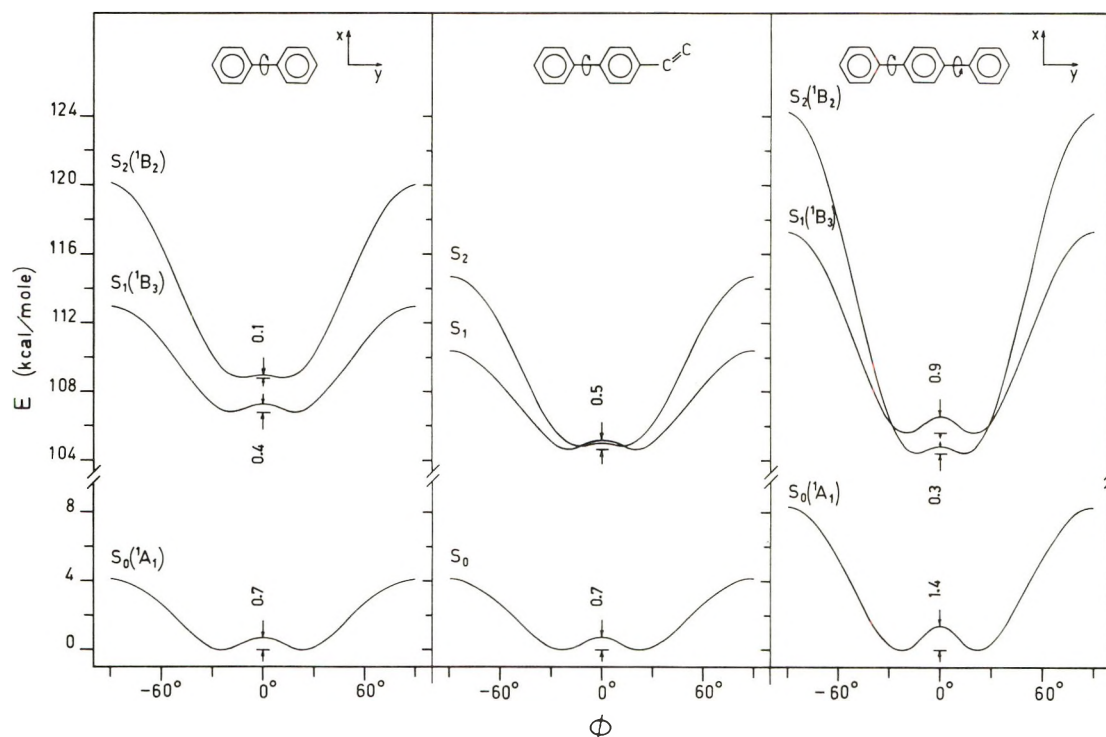 E (kcal/mole)
124
120
116
112
108
104
8
4
0
x
y
S₂(¹B₂)
S₁(¹B₃)
S₀(¹A₁)
0.1
0.4
0.7
-60° 0° 60°
C=C
S₂
S₁
S₀
0.5
0.7
-60° 0° 60°
x
y
S₂(¹B₂)
S₁(¹B₃)
S₀(¹A₁)
0.9
0.3
1.4
-60° 0° 60°
Φ